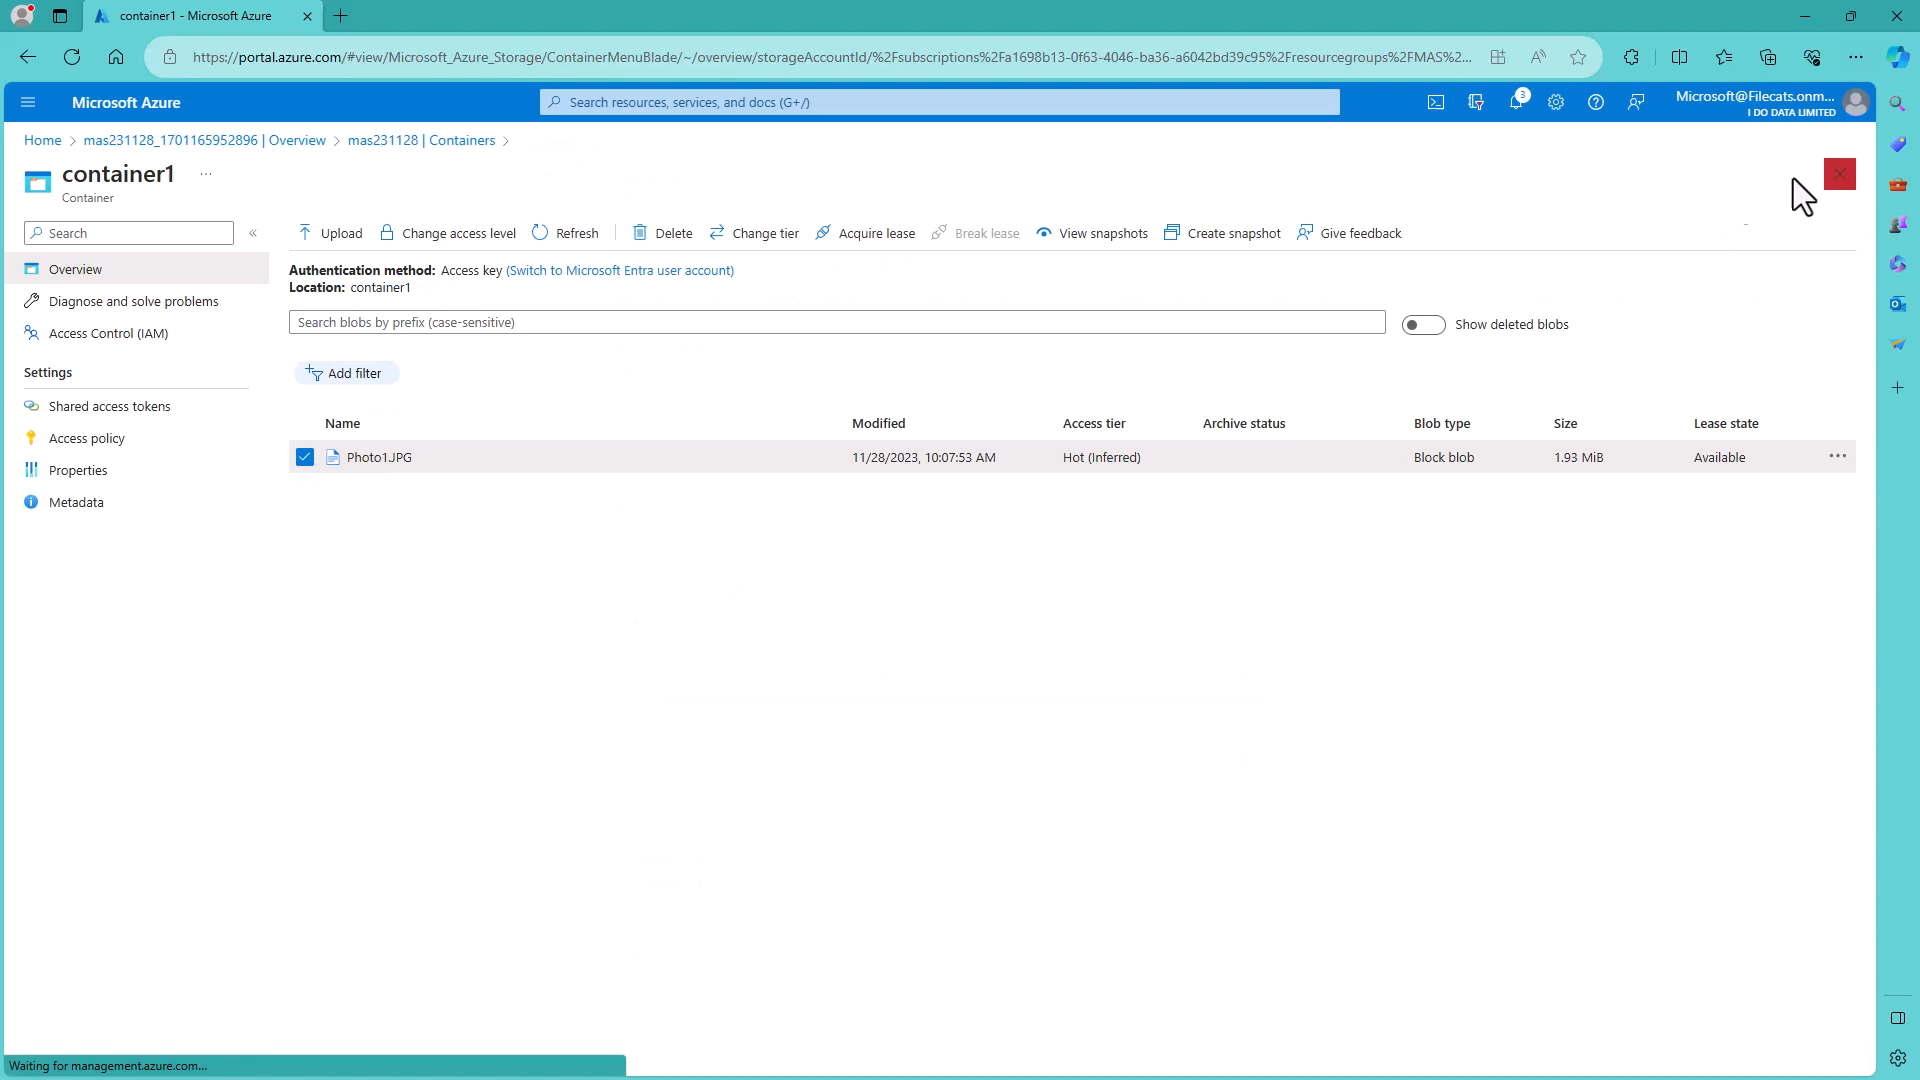 container1 - Microsoft Azure
https://portal.azure.com/#view/Microsoft_Azure_Storage/ContainerMenuBlade/~/overview/storageAccountId/%2Fsubscriptions%2Fa1698b13-0f63-4046-ba36-a6042bd39c95%2Fresourcegroups%2FMAS%2...
Microsoft Azure
Search resources, services, and docs (G+/)
3
Microsoft@Filecats.onm...
I DO DATA LIMITED
Home > mas231128_1701165952896 | Overview > mas231128 | Containers >
container1 ...
Container
Search
«
Upload Change access level Refresh Delete Change tier Acquire lease Break lease View snapshots Create snapshot Give feedback
Overview
Diagnose and solve problems
Access Control (IAM)
Settings
Shared access tokens
Access policy
Properties
Metadata
Authentication method: Access key (Switch to Microsoft Entra user account)
Location: container1
Search blobs by prefix (case-sensitive)
Show deleted blobs
Add filter
Name Modified Access tier Archive status Blob type Size Lease state
Photo1.JPG 11/28/2023, 10:07:53 AM Hot (Inferred) Block blob 1.93 MiB Available ...
Waiting for management.azure.com...